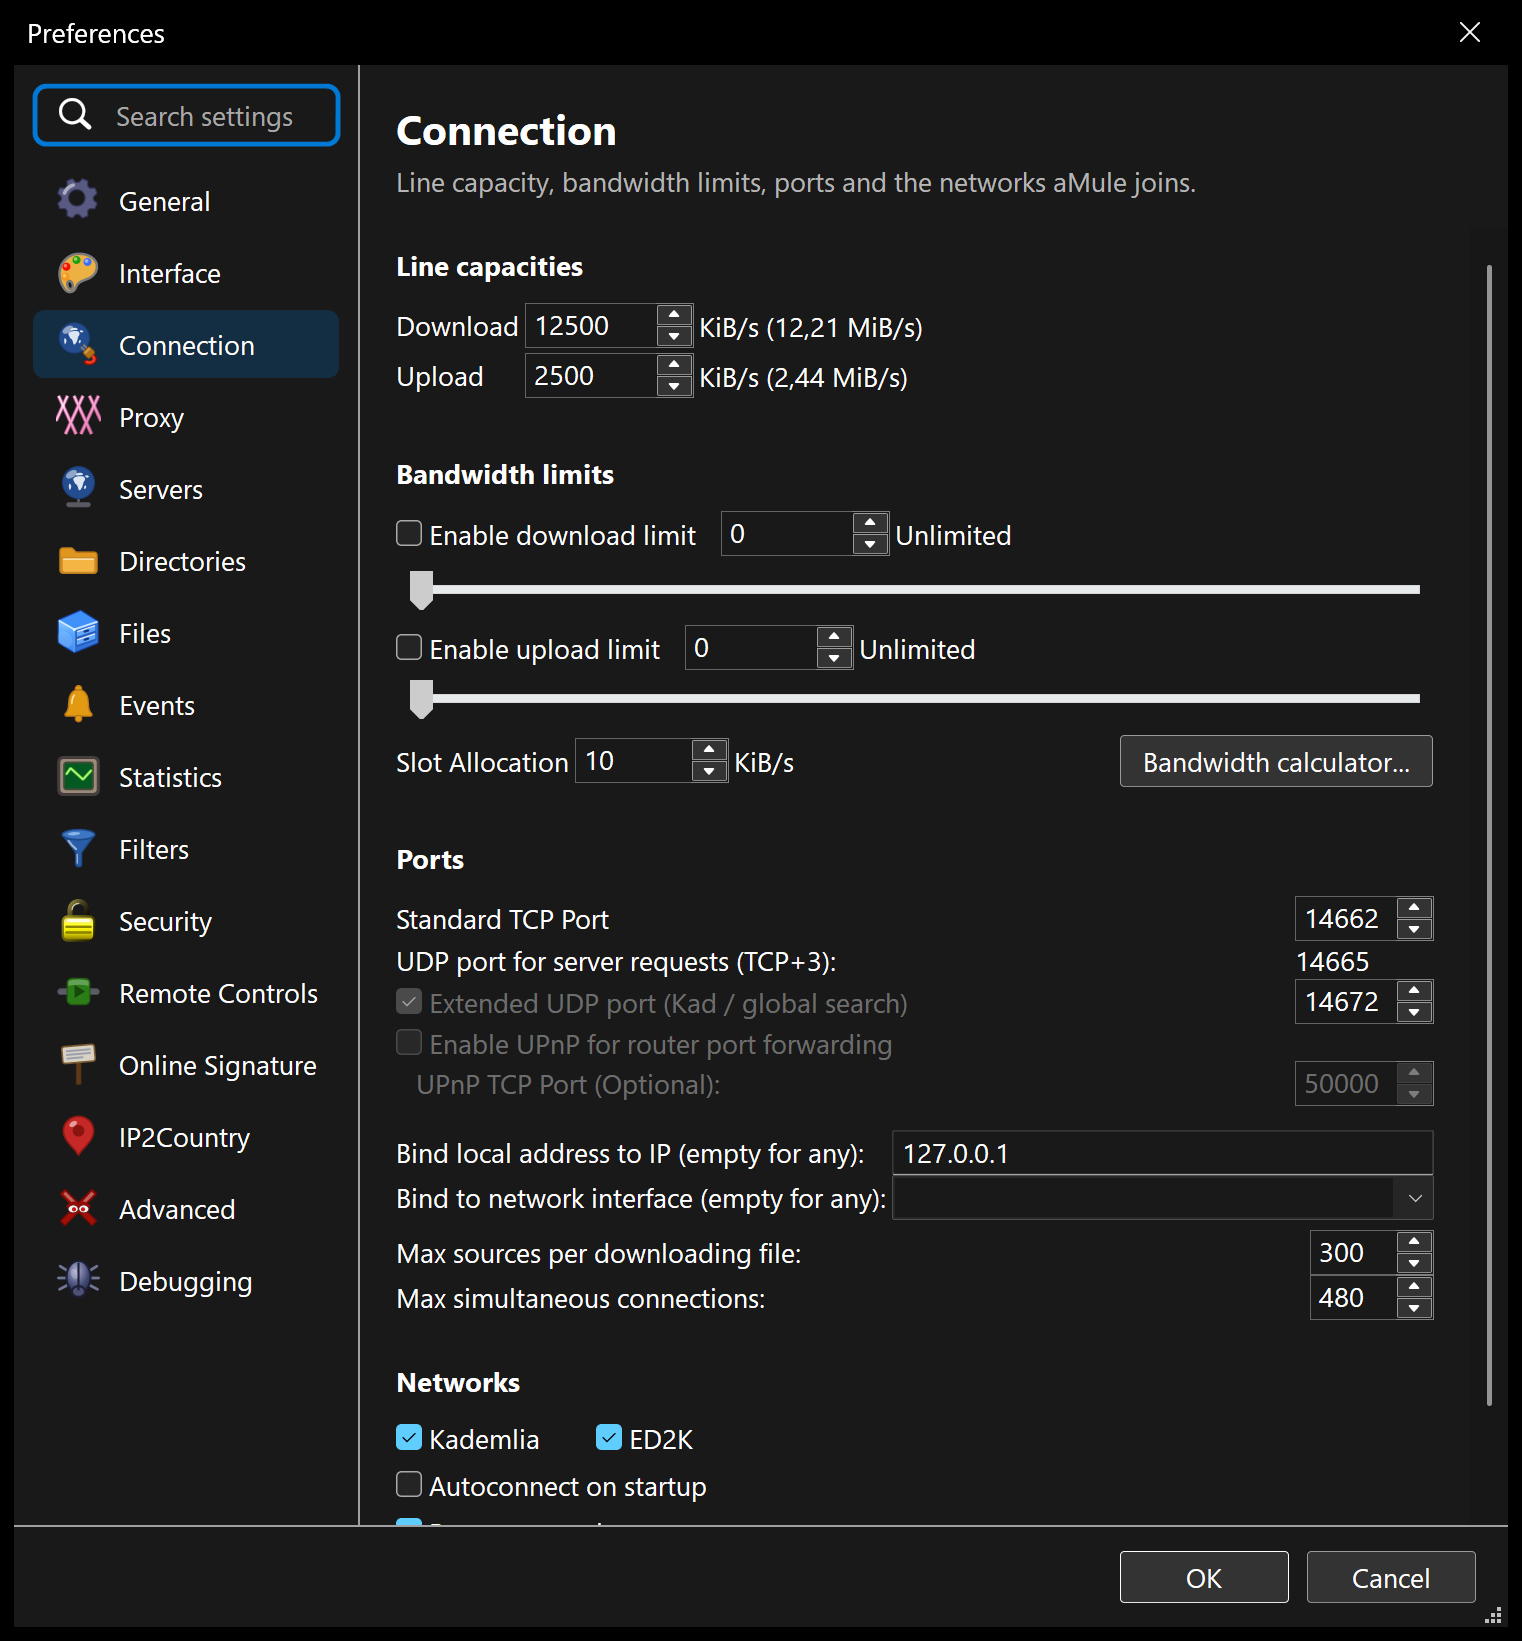 Preferences
Search settings
General
Interface
Connection
Proxy
Servers
Directories
Files
Events
Statistics
Filters
Security
Remote Controls
Online Signature
IP2Country
Advanced
Debugging
Connection
Line capacity, bandwidth limits, ports and the networks aMule joins.
Line capacities
Download 12500 KiB/s (12,21 MiB/s)
Upload 2500 KiB/s (2,44 MiB/s)
Bandwidth limits
Enable download limit 0 Unlimited
Enable upload limit 0 Unlimited
Slot Allocation 10 KiB/s Bandwidth calculator...
Ports
Standard TCP Port 14662
UDP port for server requests (TCP+3): 14665
Extended UDP port (Kad / global search) 14672
Enable UPnP for router port forwarding
UPnP TCP Port (Optional): 50000
Bind local address to IP (empty for any): 127.0.0.1
Bind to network interface (empty for any):
Max sources per downloading file: 300
Max simultaneous connections: 480
Networks
Kademlia ED2K
Autoconnect on startup
OK Cancel